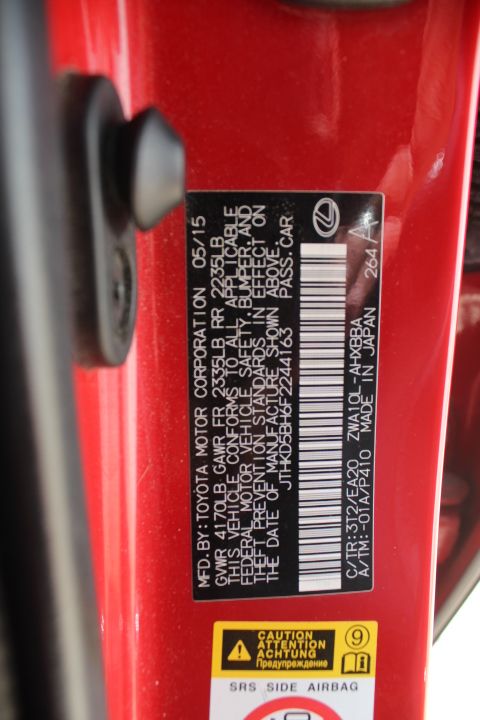 MFD. BY: TOYOTA MOTOR CORPORATION 05/15
GVWR 4170LB GAWR FR 2335LB RR 2235LB
THIS VEHICLE CONFORMS TO ALL APPLICABLE
FEDERAL MOTOR VEHICLE SAFETY, BUMPER, AND
THEFT PREVENTION STANDARDS IN EFFECT ON
THE DATE OF MANUFACTURE SHOWN ABOVE.
JTHKD5BH6F2244163 PASS. CAR
C/TR:3T2/EA20 ZWA10L-AHXBBA
A/TM:-01A/P410 MADE IN JAPAN 264 A
CAUTION
ATTENTION
ACHTUNG
Предупреждение
9
SRS SIDE AIRBAG